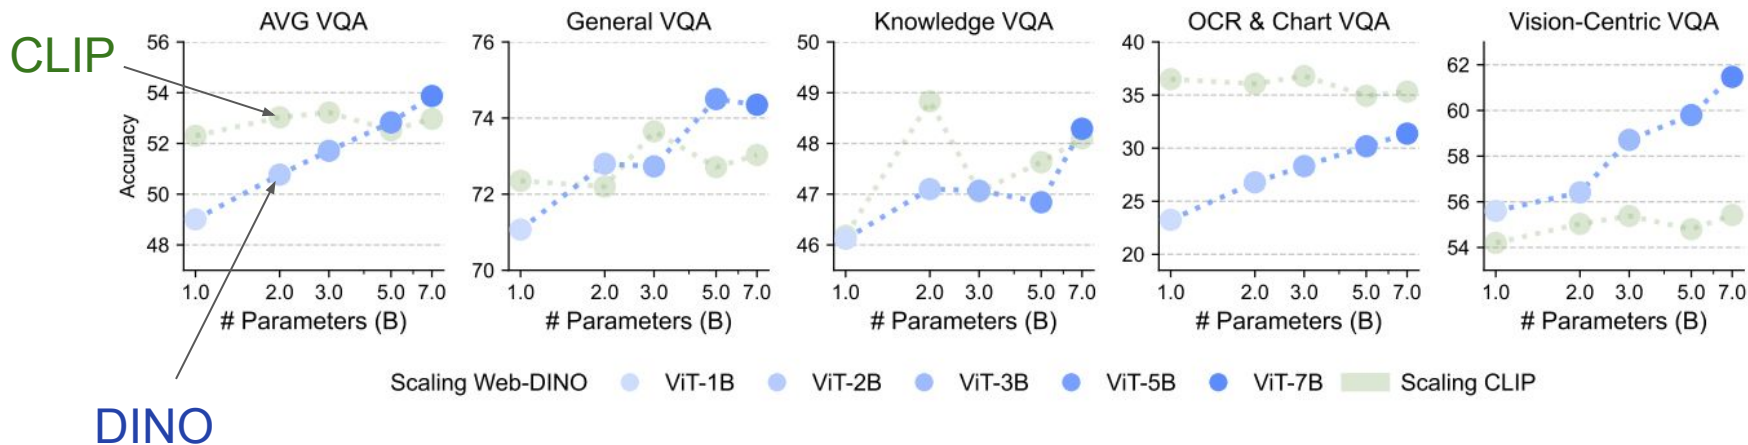 CLIP
DINO
AVG VQA
Accuracy
56
54
52
50
48
1.0 2.0 3.0 5.0 7.0
# Parameters (B)
General VQA
76
74
72
70
1.0 2.0 3.0 5.0 7.0
# Parameters (B)
Knowledge VQA
50
49
48
47
46
1.0 2.0 3.0 5.0 7.0
# Parameters (B)
OCR & Chart VQA
40
35
30
25
20
1.0 2.0 3.0 5.0 7.0
# Parameters (B)
Vision-Centric VQA
62
60
58
56
54
1.0 2.0 3.0 5.0 7.0
# Parameters (B)
Scaling Web-DINO ViT-1B ViT-2B ViT-3B ViT-5B ViT-7B Scaling CLIP